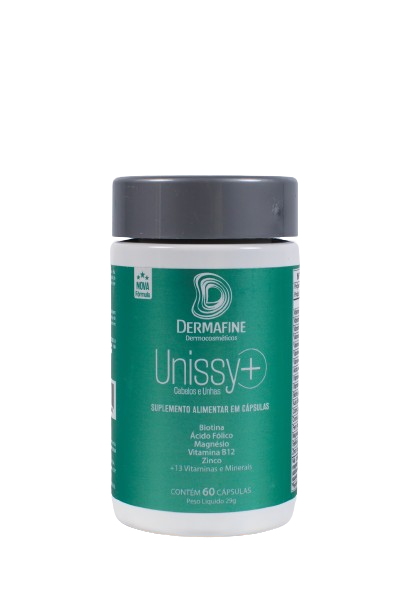 NOVA
Fórmula
DERMAFINE
Dermocosméticos
Unissy+
Cabelos e Unhas
SUPLEMENTO ALIMENTAR EM CÁPSULAS
Biotina
Ácido Fólico
Magnésio
Vitamina B12
Zinco
+13 Vitaminas e Minerais
CONTÉM 60 CÁPSULAS
Peso Líquido 29g